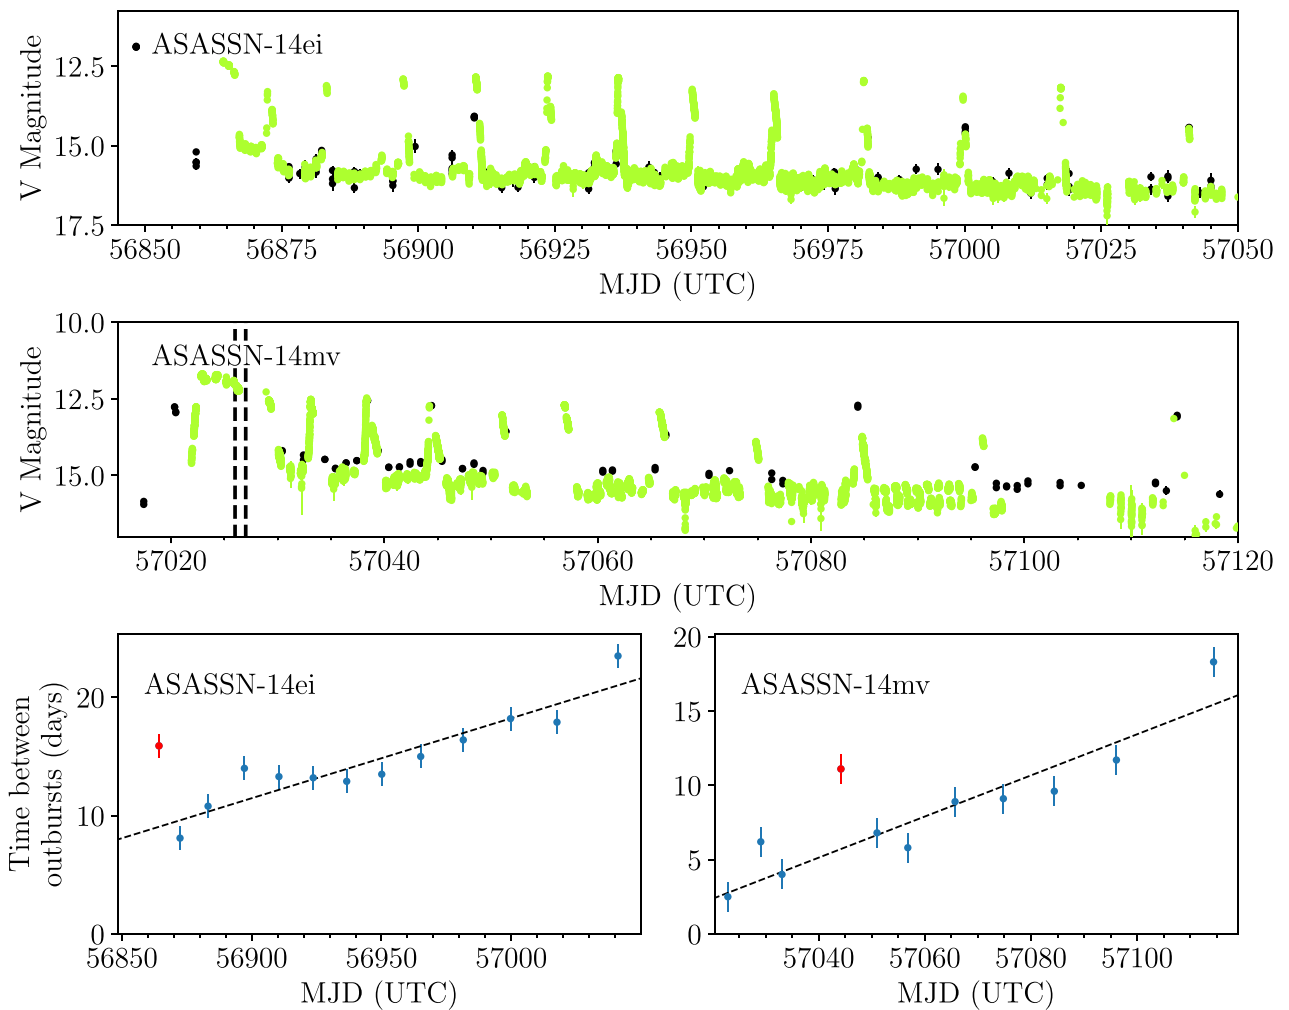 ASASSN-14ei
V Magnitude
12.5
15.0
17.5
56850 56875 56900 56925 56950 56975 57000 57025 57050
MJD (UTC)
ASASSN-14mv
V Magnitude
10.0
12.5
15.0
57020 57040 57060 57080 57100 57120
MJD (UTC)
ASASSN-14ei
Time between
outbursts (days)
20
10
0
56850 56900 56950 57000
MJD (UTC)
ASASSN-14mv
20
15
10
5
0
57040 57060 57080 57100
MJD (UTC)